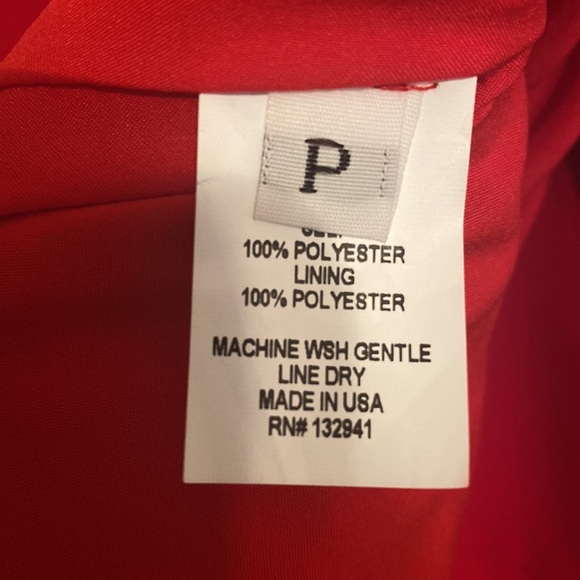 P
100% POLYESTER
LINING
100% POLYESTER
MACHINE WSH GENTLE
LINE DRY
MADE IN USA
RN# 132941